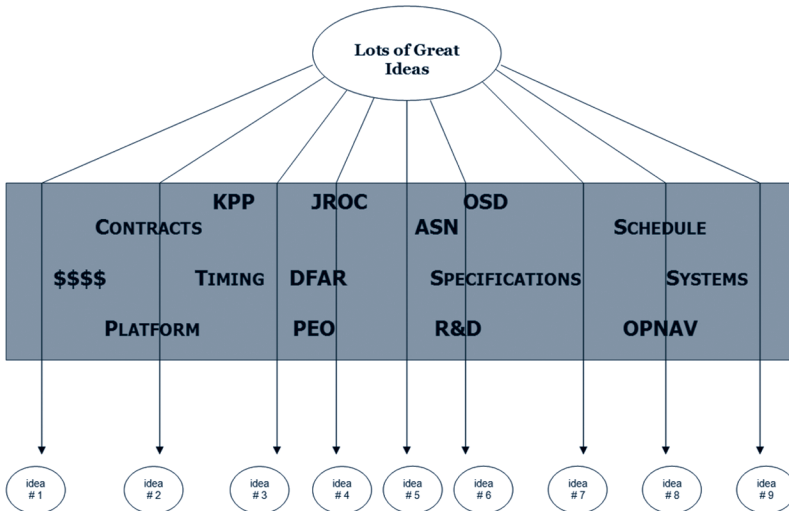 Lots of Great
Ideas
KPP JROC OSD
CONTRACTS ASN SCHEDULE
$$$$ TIMING DFAR SPECIFICATIONS SYSTEMS
PLATFORM PEO R&D OPNAV
idea
# 1
idea
# 2
idea
# 3
idea
# 4
idea
# 5
idea
# 6
idea
# 7
idea
# 8
idea
# 9